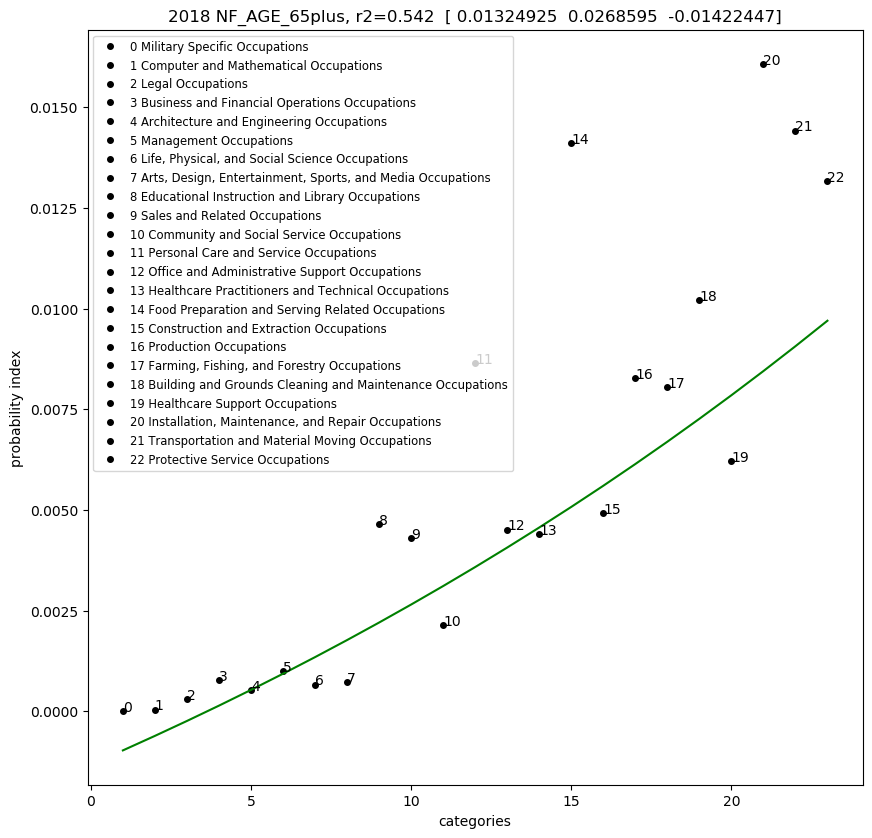 2018 NF_AGE_65plus, r2=0.542 [ 0.01324925 0.0268595 -0.01422447]
0 Military Specific Occupations
1 Computer and Mathematical Occupations
2 Legal Occupations
3 Business and Financial Operations Occupations
4 Architecture and Engineering Occupations
5 Management Occupations
6 Life, Physical, and Social Science Occupations
7 Arts, Design, Entertainment, Sports, and Media Occupations
8 Educational Instruction and Library Occupations
9 Sales and Related Occupations
10 Community and Social Service Occupations
11 Personal Care and Service Occupations
12 Office and Administrative Support Occupations
13 Healthcare Practitioners and Technical Occupations
14 Food Preparation and Serving Related Occupations
15 Construction and Extraction Occupations
16 Production Occupations
17 Farming, Fishing, and Forestry Occupations
18 Building and Grounds Cleaning and Maintenance Occupations
19 Healthcare Support Occupations
20 Installation, Maintenance, and Repair Occupations
21 Transportation and Material Moving Occupations
22 Protective Service Occupations
probability index
0.0150
0.0125
0.0100
0.0075
0.0050
0.0025
0.0000
0
1
2
3
4
5
6
7
8
9
10
11
12
13
14
15
16
17
18
19
20
21
22
0
5
10
15
20
categories